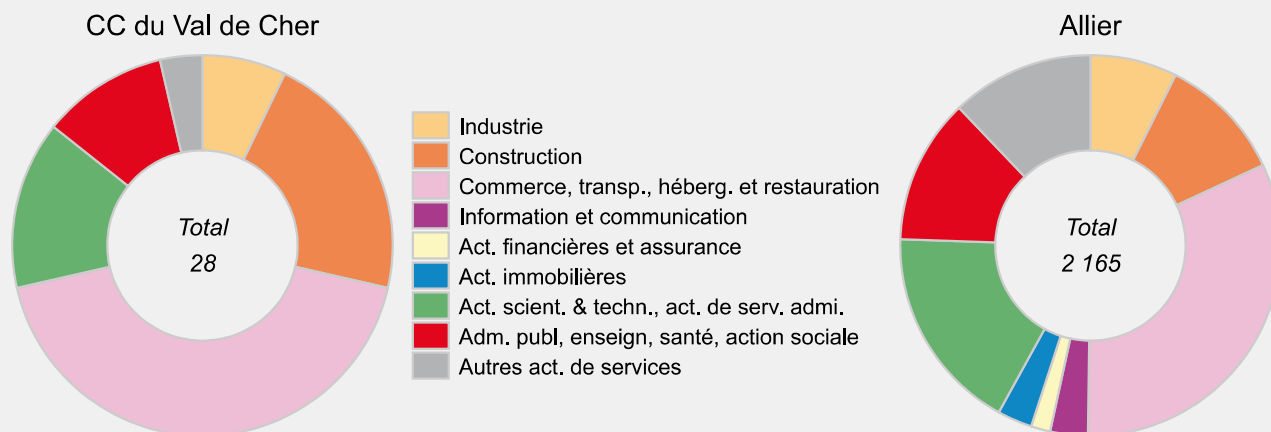 CC du Val de Cher
Allier
Total
28
Industrie
Construction
Commerce, transp., héberg. et restauration
Information et communication
Act. financières et assurance
Act. immobilières
Act. scient. & techn., act. de serv. admi.
Adm. publ, enseign, santé, action sociale
Autres act. de services
Total
2 165